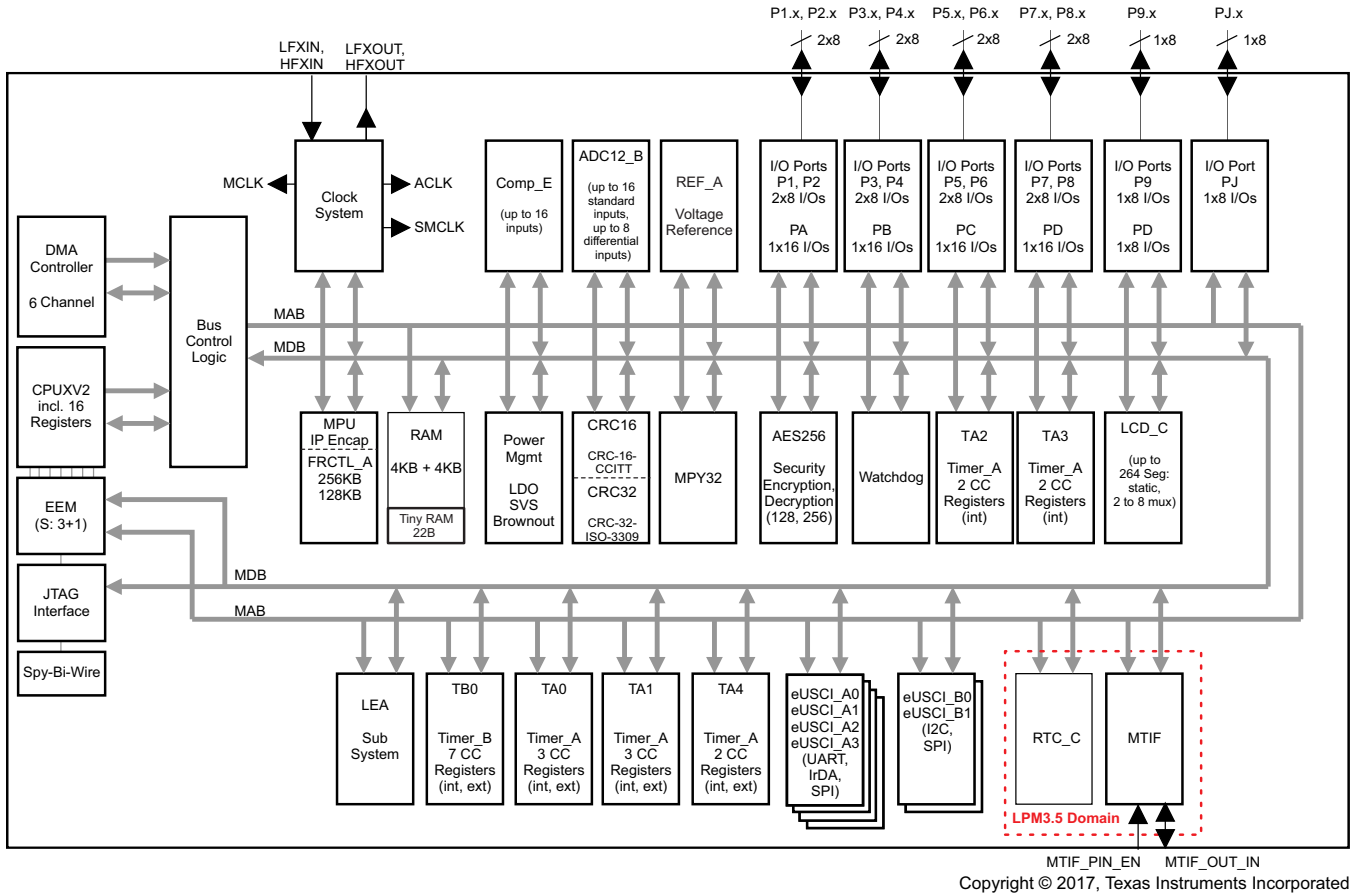 P1.x, P2.x
P3.x, P4.x
P5.x, P6.x
P7.x, P8.x
P9.x
PJ.x
2x8
2x8
2x8
2x8
1x8
1x8
LFXIN,
HFXIN
LFXOUT,
HFXOUT
MCLK
Clock
System
ACLK
SMCLK
Comp_E
(up to 16
inputs)
ADC12_B
(up to 16
standard
inputs,
up to 8
differential
inputs)
REF_A
Voltage
Reference
I/O Ports
P1, P2
2x8 I/Os
PA
1x16 I/Os
I/O Ports
P3, P4
2x8 I/Os
PB
1x16 I/Os
I/O Ports
P5, P6
2x8 I/Os
PC
1x16 I/Os
I/O Ports
P7, P8
2x8 I/Os
PD
1x16 I/Os
I/O Ports
P9
1x8 I/Os
PD
1x8 I/Os
I/O Port
PJ
1x8 I/Os
DMA
Controller
6 Channel
Bus
Control
Logic
MAB
MDB
CPUXV2
incl. 16
Registers
MPU
IP Encap
FRCTL_A
256KB
128KB
RAM
4KB + 4KB
Tiny RAM
22B
Power
Mgmt
LDO
SVS
Brownout
CRC16
CRC-16-
CCITT
CRC32
CRC-32-
ISO-3309
MPY32
AES256
Security
Encryption,
Decryption
(128, 256)
Watchdog
TA2
Timer_A
2 CC
Registers
(int)
TA3
Timer_A
2 CC
Registers
(int)
LCD_C
(up to
264 Seg:
static,
2 to 8 mux)
EEM
(S: 3+1)
JTAG
Interface
Spy-Bi-Wire
MDB
MAB
LEA
Sub
System
TB0
Timer_B
7 CC
Registers
(int, ext)
TA0
Timer_A
3 CC
Registers
(int, ext)
TA1
Timer_A
3 CC
Registers
(int, ext)
TA4
Timer_A
2 CC
Registers
(int, ext)
eUSCI_A0
eUSCI_A1
eUSCI_A2
eUSCI_A3
(UART,
IrDA,
SPI)
eUSCI_B0
eUSCI_B1
(I2C,
SPI)
RTC_C
MTIF
LPM3.5 Domain
MTIF_PIN_EN
MTIF_OUT_IN
Copyright © 2017, Texas Instruments Incorporated